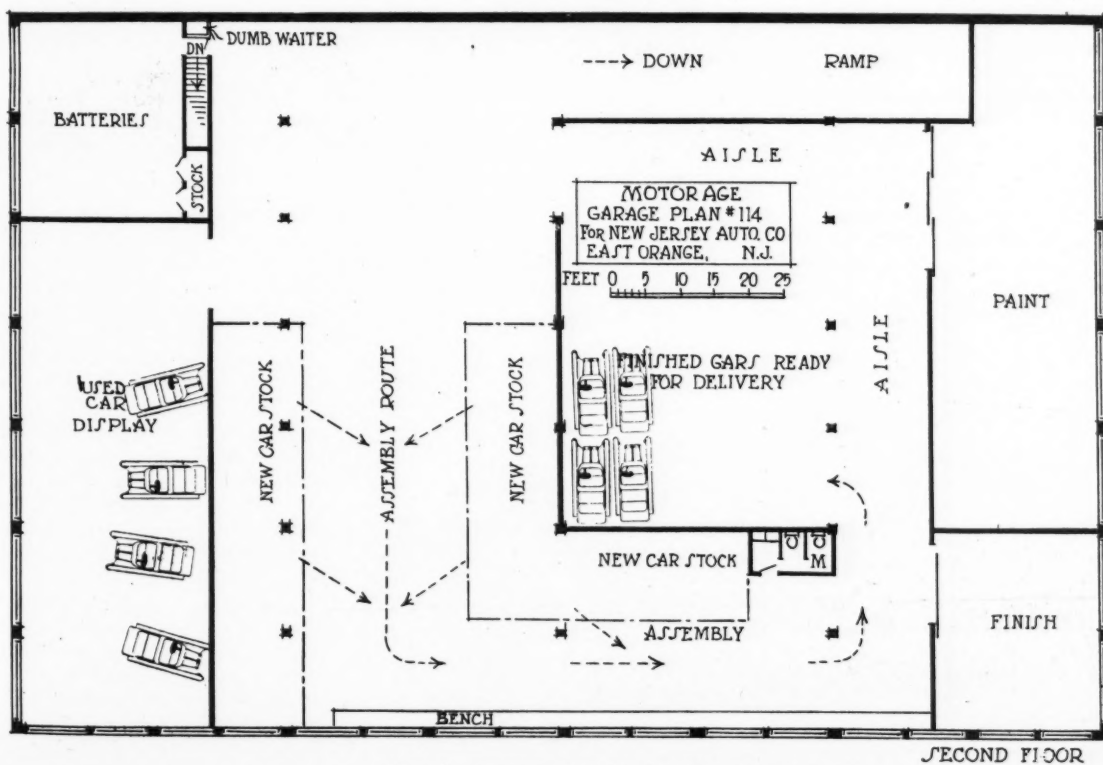 DUMB WAITER
DN
DOWN
RAMP
BATTERIES
STOCK
AISLE
MOTOR AGE
GARAGE PLAN #114
FOR NEW JERSEY AUTO. CO
EAST ORANGE, N.J.
FEET 0 5 10 15 20 25
PAINT
AISLE
FINISHED CARS READY
FOR DELIVERY
USED
CAR
DISPLAY
NEW CAR STOCK
ASSEMBLY ROUTE
NEW CAR STOCK
NEW CAR STOCK
M
ASSEMBLY
FINISH
BENCH
SECOND FLOOR